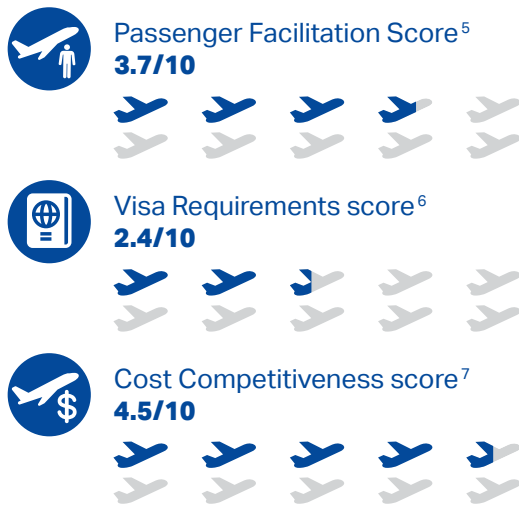 Passenger Facilitation Score⁵
3.7/10
Visa Requirements score⁶
2.4/10
$
Cost Competitiveness score⁷
4.5/10